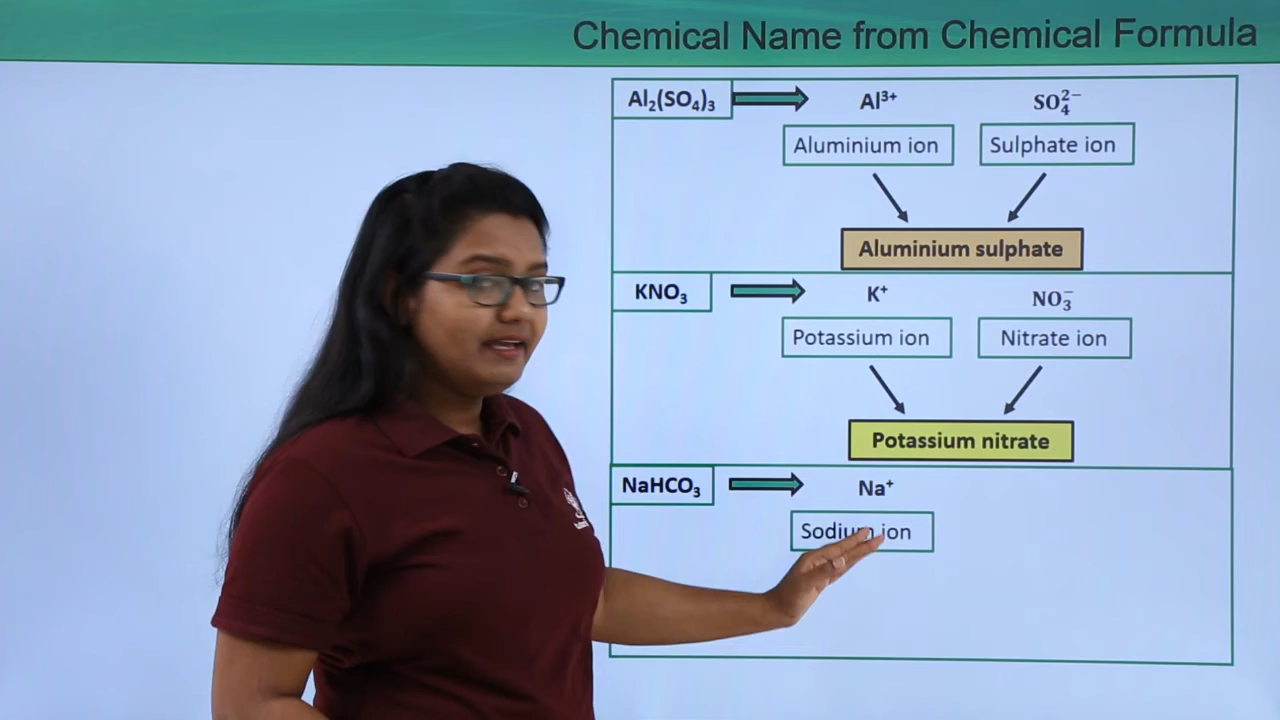 Chemical Name from Chemical Formula
Al₂(SO₄)₃ Al³⁺ SO₄²⁻
Aluminium ion Sulphate ion
Aluminium sulphate
KNO₃ K⁺ NO₃⁻
Potassium ion Nitrate ion
Potassium nitrate
NaHCO₃ Na⁺
Sodium ion